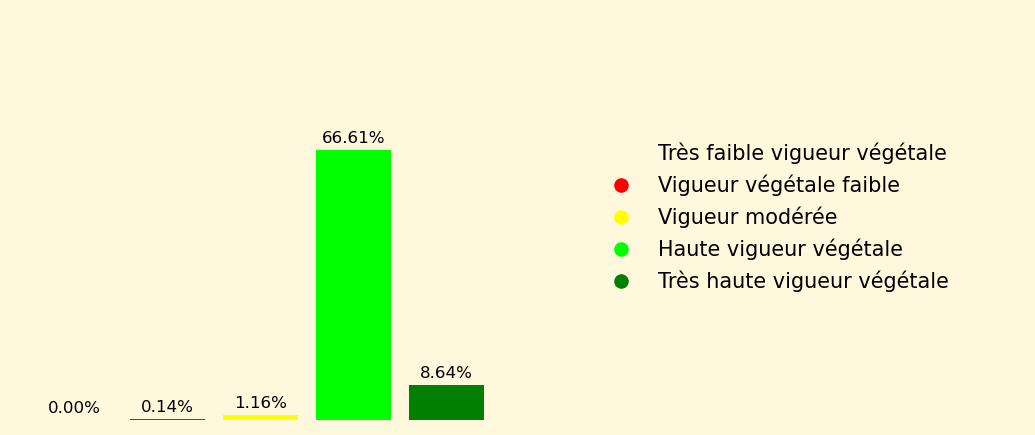 66.61%
8.64%
1.16%
0.14%
0.00%
Très faible vigueur végétale
Vigueur végétale faible
Vigueur modérée
Haute vigueur végétale
Très haute vigueur végétale